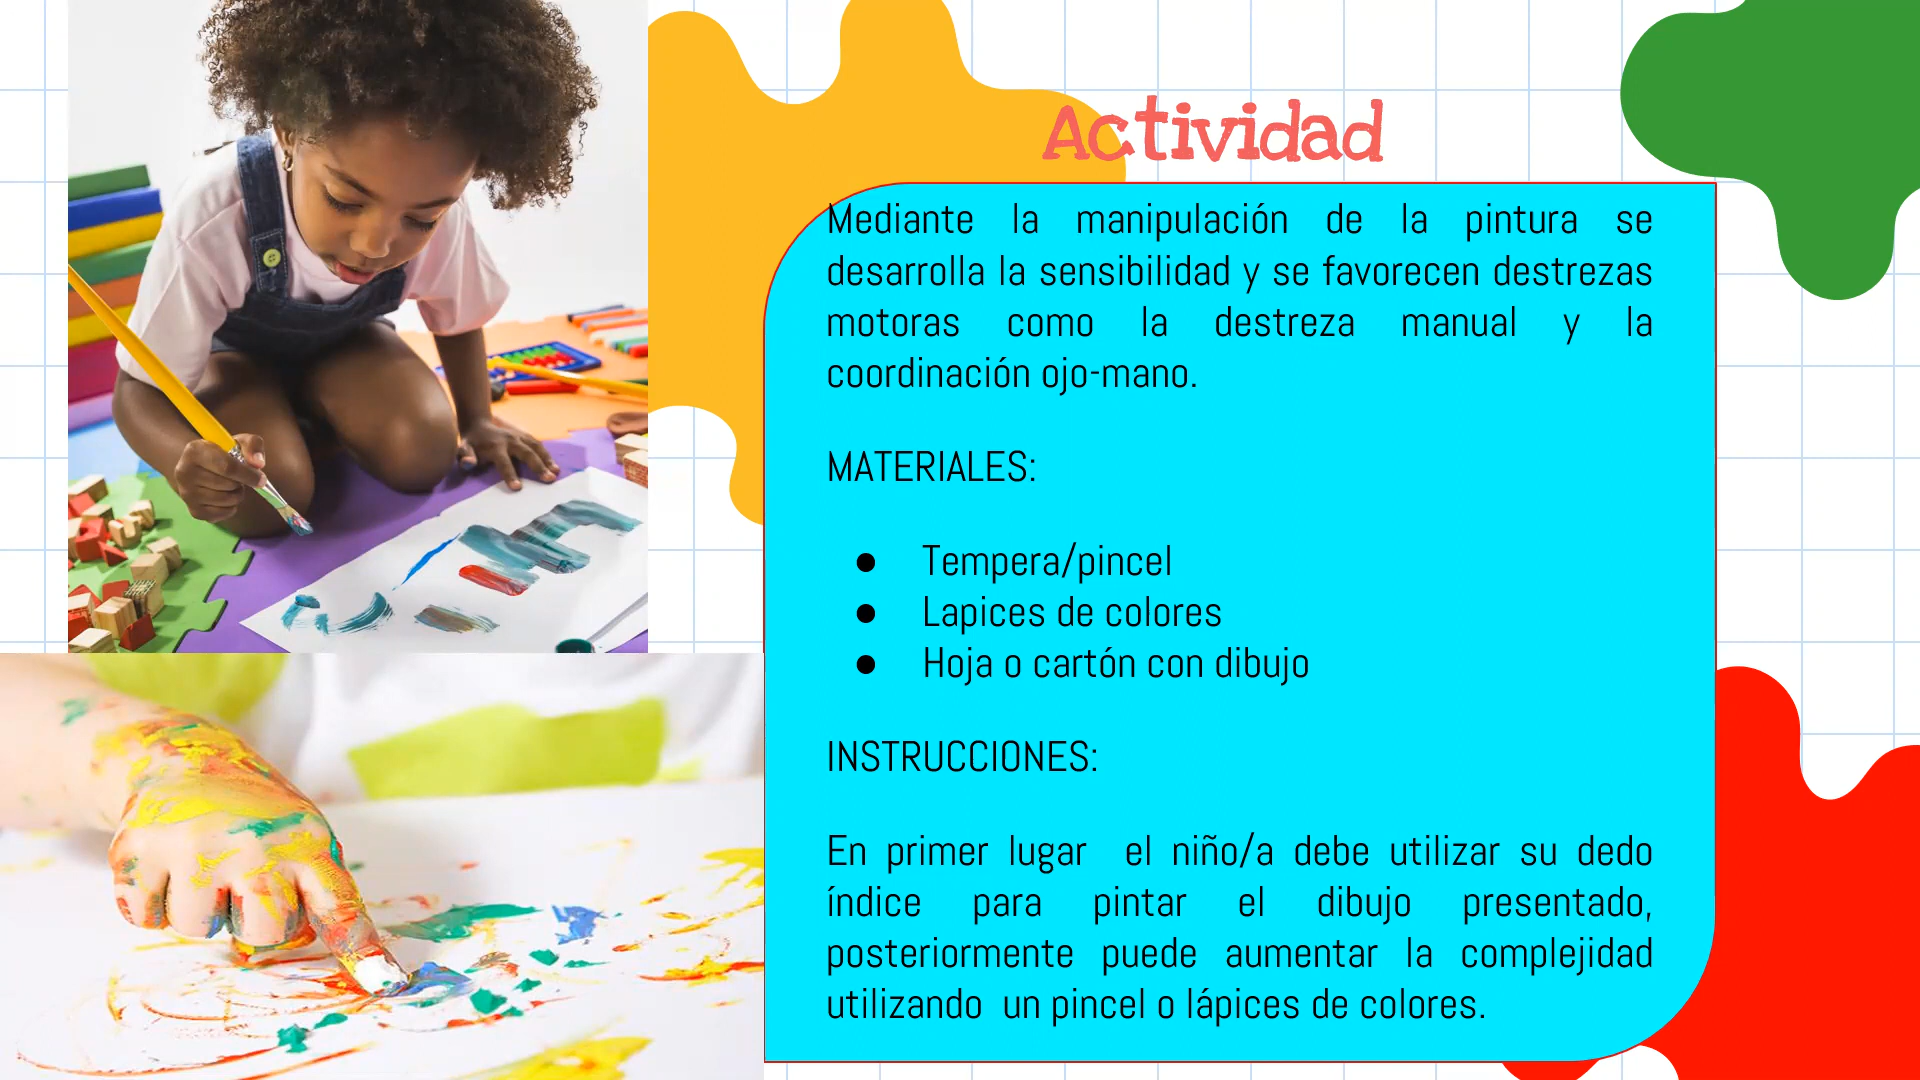 Actividad
Mediante la manipulación de la pintura se
desarrolla la sensibilidad y se favorecen destrezas
motoras como la destreza manual y la
coordinación ojo-mano.
MATERIALES:
● Tempera/pincel
● Lapices de colores
● Hoja o cartón con dibujo
INSTRUCCIONES:
En primer lugar  el niño/a debe utilizar su dedo
índice para pintar el dibujo presentado,
posteriormente puede aumentar la complejidad
utilizando  un pincel o lápices de colores.